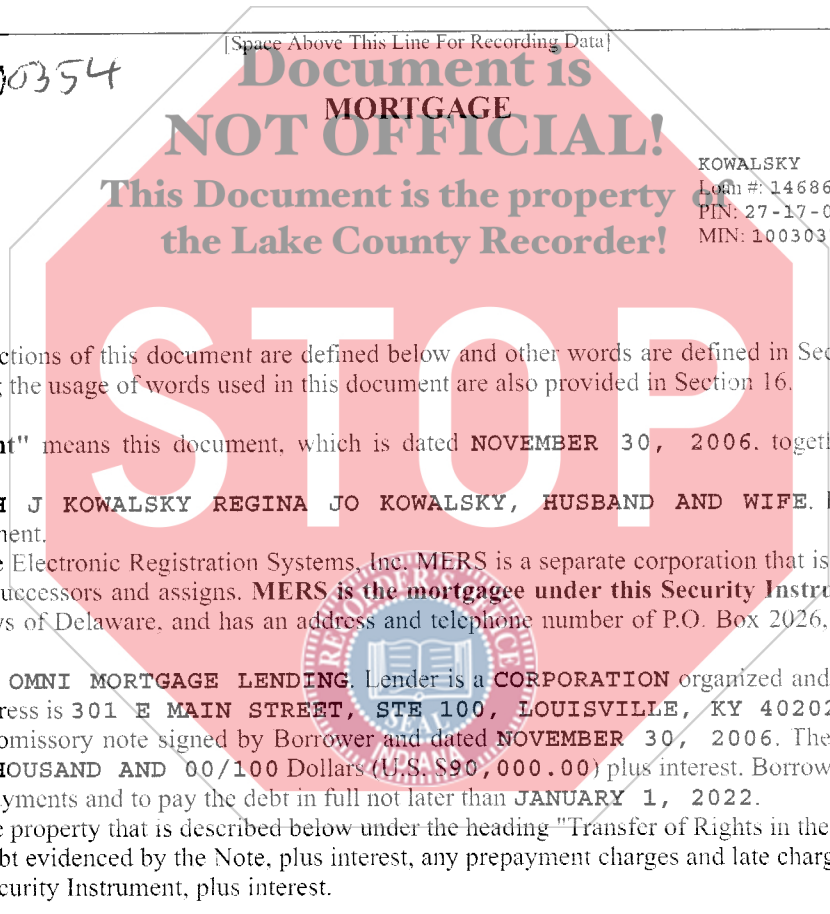 [Space Above This Line For Recording Data]
0354
Document is
MORTGAGE
NOT OFFICIAL!
KOWALSKY
This Document is the property of
Loan #: 14686
PIN: 27-17-0
the Lake County Recorder!
MIN: 100303
STOP
ctions of this document are defined below and other words are defined in Sec
g the usage of words used in this document are also provided in Section 16.
nt" means this document, which is dated NOVEMBER 30, 2006. togeth
H J KOWALSKY REGINA JO KOWALSKY, HUSBAND AND WIFE.
nent.
e Electronic Registration Systems, Inc. MERS is a separate corporation that is
uccessors and assigns. MERS is the mortgagee under this Security Instru
vs of Delaware, and has an address and telephone number of P.O. Box 2026,
RECORDER'S OFFICE
SEAL
INDIANA
OMNI MORTGAGE LENDING. Lender is a CORPORATION organized and
ress is 301 E MAIN STREET, STE 100, LOUISVILLE, KY 40202
omissory note signed by Borrower and dated NOVEMBER 30, 2006. The
HOUSAND AND 00/100 Dollars (U.S. $90,000.00) plus interest. Borrow
yments and to pay the debt in full not later than JANUARY 1, 2022.
e property that is described below under the heading "Transfer of Rights in the
bt evidenced by the Note, plus interest, any prepayment charges and late charg
curity Instrument, plus interest.